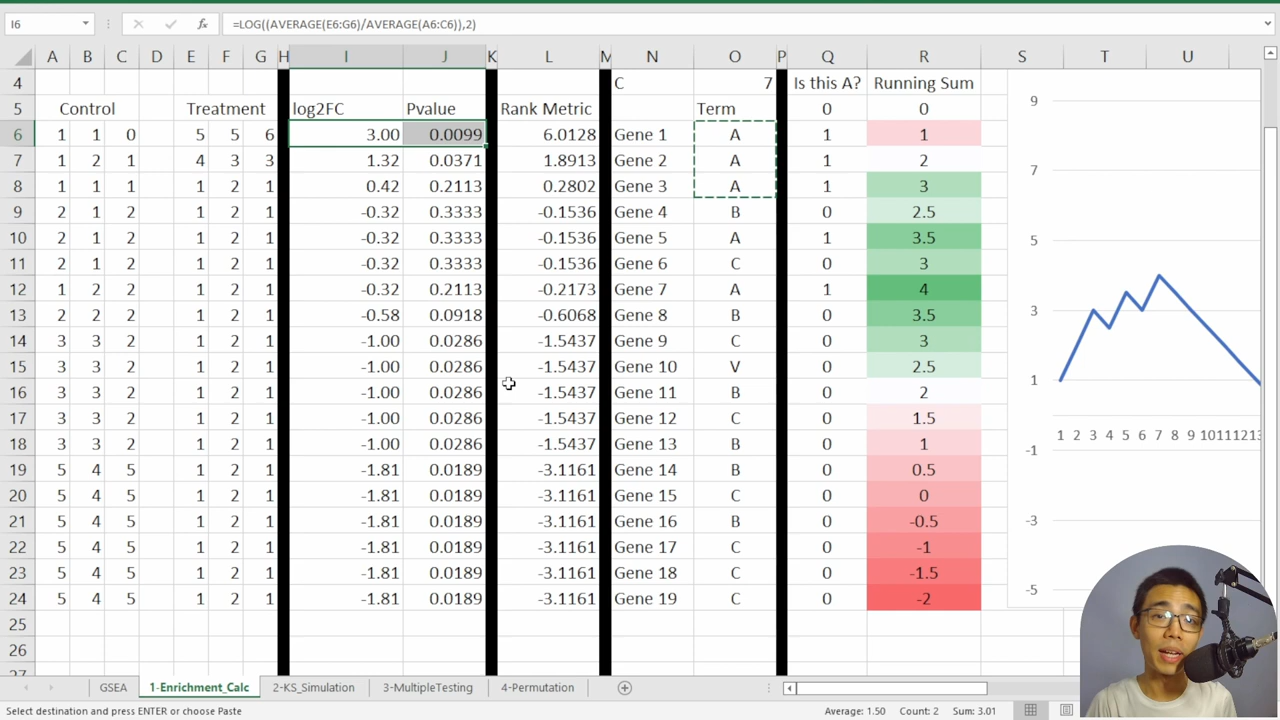 I6 =LOG((AVERAGE(E6:G6)/AVERAGE(A6:C6)),2)
A B C D E F G H I J K L M N O P Q R S T U
4 C 7 Is this A? Running Sum
5 Control Treatment log2FC Pvalue Rank Metric Term 0 0 9
6 1 1 0 5 5 6 3.00 0.0099 6.0128 Gene 1 A 1 1
7 1 2 1 4 3 3 1.32 0.0371 1.8913 Gene 2 A 1 2 7
8 1 1 1 1 2 1 0.42 0.2113 0.2802 Gene 3 A 1 3
9 2 1 2 1 2 1 -0.32 0.3333 -0.1536 Gene 4 B 0 2.5
10 2 1 2 1 2 1 -0.32 0.3333 -0.1536 Gene 5 A 1 3.5 5
11 2 1 2 1 2 1 -0.32 0.3333 -0.1536 Gene 6 C 0 3
12 1 2 2 1 2 1 -0.32 0.2113 -0.2173 Gene 7 A 1 4
13 2 2 2 1 2 1 -0.58 0.0918 -0.6068 Gene 8 B 0 3.5 3
14 3 3 2 1 2 1 -1.00 0.0286 -1.5437 Gene 9 C 0 3
15 3 3 2 1 2 1 -1.00 0.0286 -1.5437 Gene 10 V 0 2.5 1
16 3 3 2 1 2 1 -1.00 0.0286 -1.5437 Gene 11 B 0 2
17 3 3 2 1 2 1 -1.00 0.0286 -1.5437 Gene 12 C 0 1.5
1 2 3 4 5 6 7 8 9 10 11 12 13
18 3 3 2 1 2 1 -1.00 0.0286 -1.5437 Gene 13 B 0 1 -1
19 5 4 5 1 2 1 -1.81 0.0189 -3.1161 Gene 14 B 0 0.5
20 5 4 5 1 2 1 -1.81 0.0189 -3.1161 Gene 15 C 0 0
21 5 4 5 1 2 1 -1.81 0.0189 -3.1161 Gene 16 B 0 -0.5 -3
22 5 4 5 1 2 1 -1.81 0.0189 -3.1161 Gene 17 C 0 -1
23 5 4 5 1 2 1 -1.81 0.0189 -3.1161 Gene 18 C 0 -1.5
24 5 4 5 1 2 1 -1.81 0.0189 -3.1161 Gene 19 C 0 -2 -5
25
26
27
GSEA 1-Enrichment_Calc 2-KS_Simulation 3-MultipleTesting 4-Permutation
Select destination and press ENTER or choose Paste Average: 1.50 Count: 2 Sum: 3.01